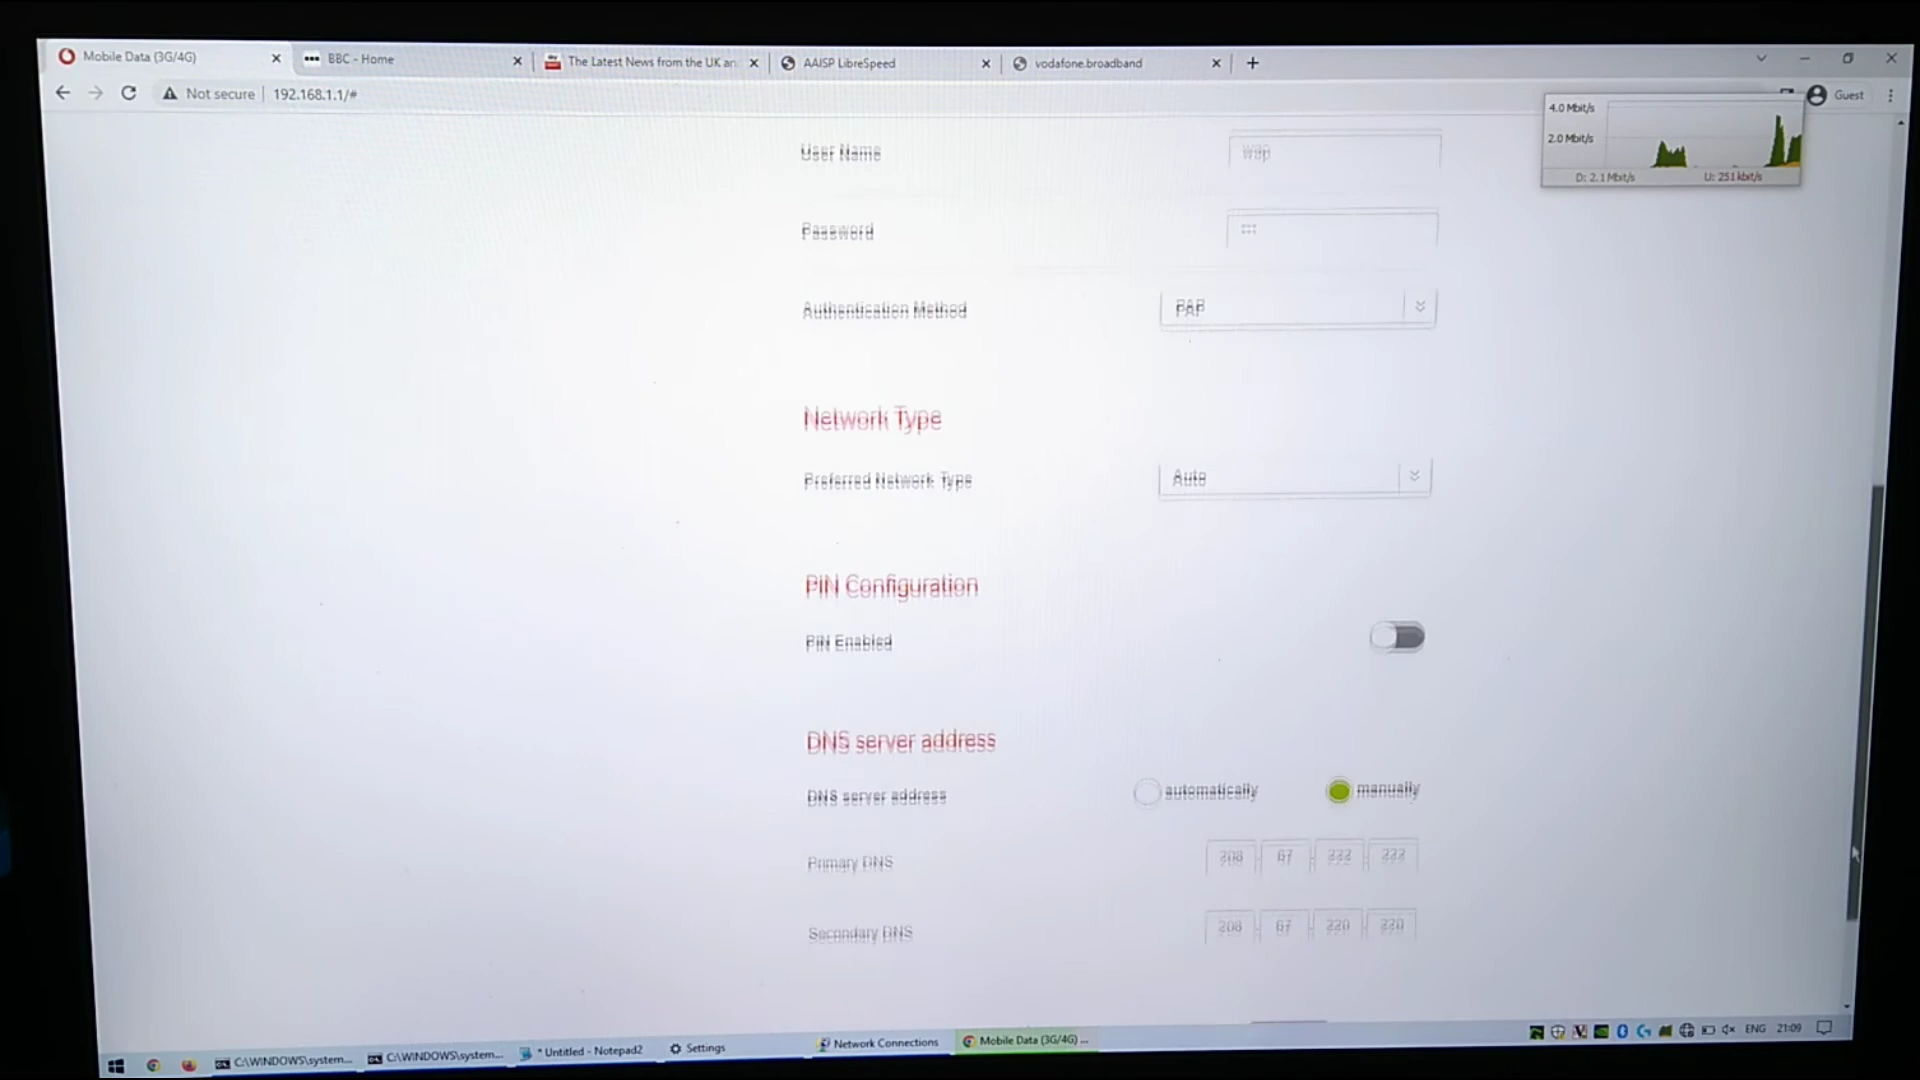 Mobile Data (3G/4G)
BBC - Home
The Latest News from the UK an
AAISP LibreSpeed
vodafone.broadband
Not secure
192.168.1.1/#
Guest
4.0 Mbit/s
2.0 Mbit/s
D: 2.1 Mbit/s
U: 251 kbit/s
User Name
wap
Password
Authentication Method
PAP
Network Type
Preferred Network Type
Auto
PIN Configuration
PIN Enabled
DNS server address
DNS server address
automatically
manually
Primary DNS
208 67 222 222
Secondary DNS
208 67 220 220
C:\WINDOWS\system...
C:\WINDOWS\system...
* Untitled - Notepad2
Settings
Network Connections
Mobile Data (3G/4G) ...
ENG
21:09